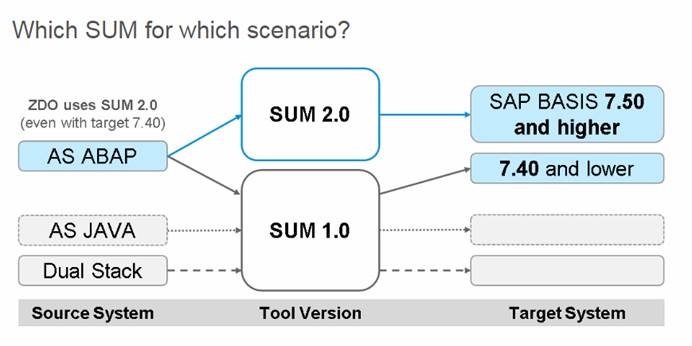 Which SUM for which scenario?
ZDO uses SUM 2.0
(even with target 7.40)
AS ABAP
SUM 2.0
SAP BASIS 7.50
and higher
7.40 and lower
AS JAVA
SUM 1.0
Dual Stack
Source System
Tool Version
Target System